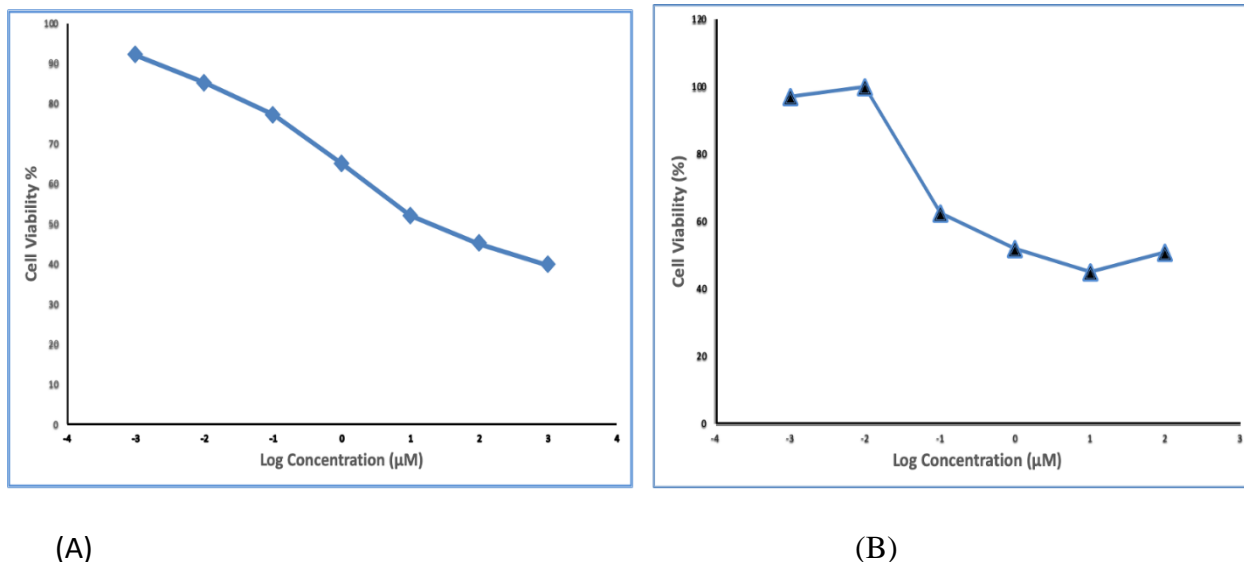 100
90
80
70
60
50
40
30
20
10
0
Cell Viability %
-4 -3 -2 -1 0 1 2 3 4
Log Concentration (μM)
(A)
120
100
80
60
40
20
0
Cell Viability (%)
-4 -3 -2 -1 0 1 2 3
Log Concentration (μM)
(B)